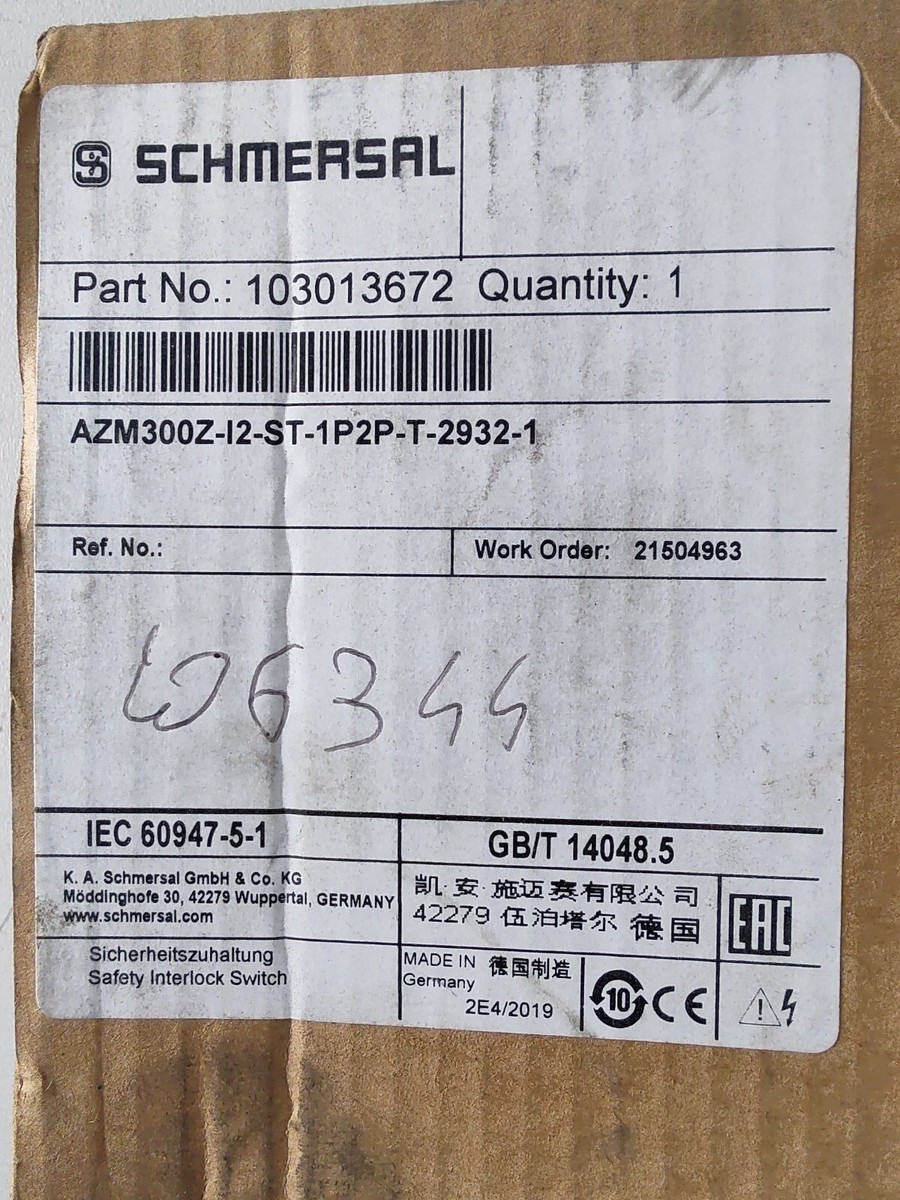 SCHMERSAL
Part No.: 103013672 Quantity: 1
AZM300Z-I2-ST-1P2P-T-2932-1
Ref. No.:
Work Order: 21504963
W6344
IEC 60947-5-1
GB/T 14048.5
K. A. Schmersal GmbH & Co. KG
Möddinghofe 30, 42279 Wuppertal, GERMANY
www.schmersal.com
凯·安·施迈赛有限公司
42279 伍泊塔尔 德国
EAC
Sicherheitszuhaltung
Safety Interlock Switch
MADE IN 德国制造
Germany
2E4/2019
10 CE